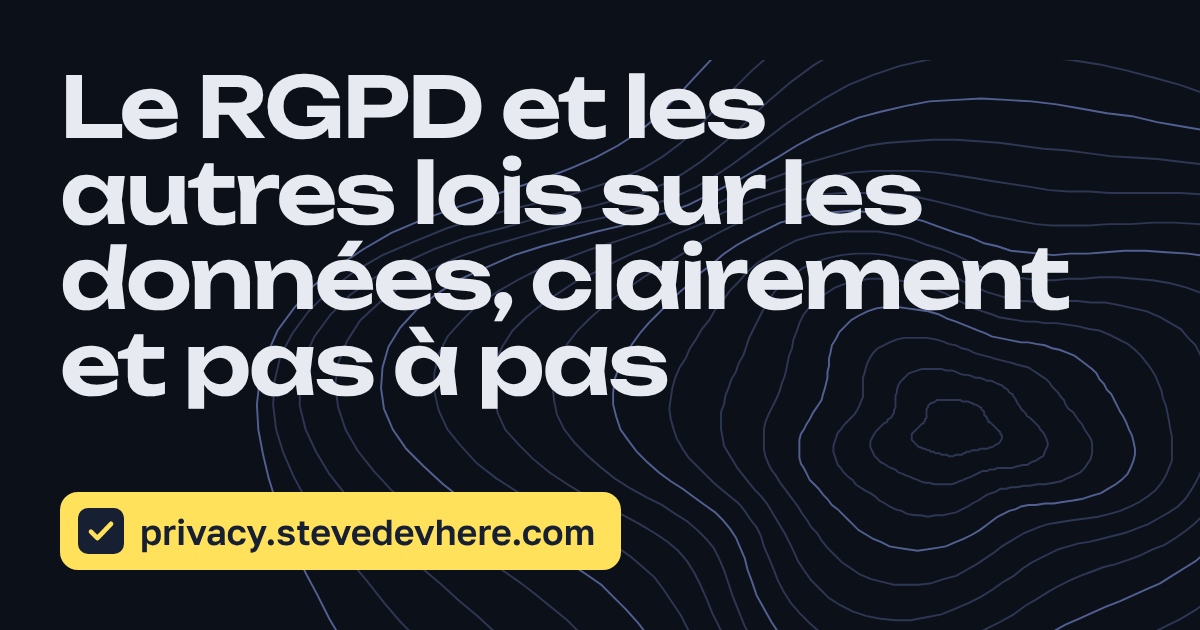 Le RGPD et les
autres lois sur les
données, clairement
et pas à pas
privacy.stevedevhere.com